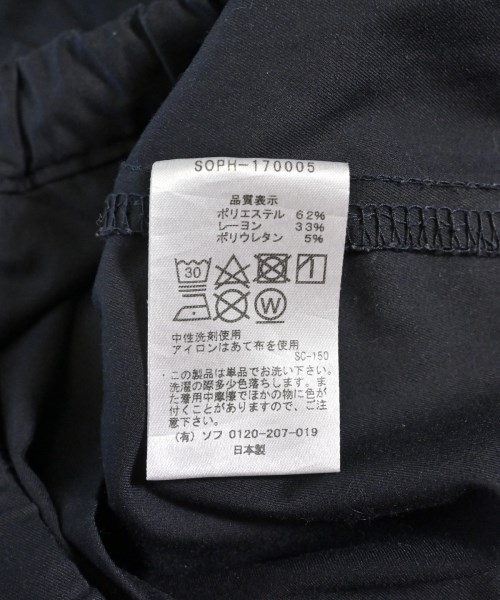 SOPH-170005
品質表示
ポリエステル 62%
レーヨン 33%
ポリウレタン 5%
30
W
中性洗剤使用
アイロンはあて布を使用
SC-150
この製品は単品でお洗い下さい。
洗濯の際多少色落ちします。ま
た着用中摩擦でほかの物に色が
付くことがありますので、ご注
意下さい。
(有) ソフ 0120-207-019
日本製